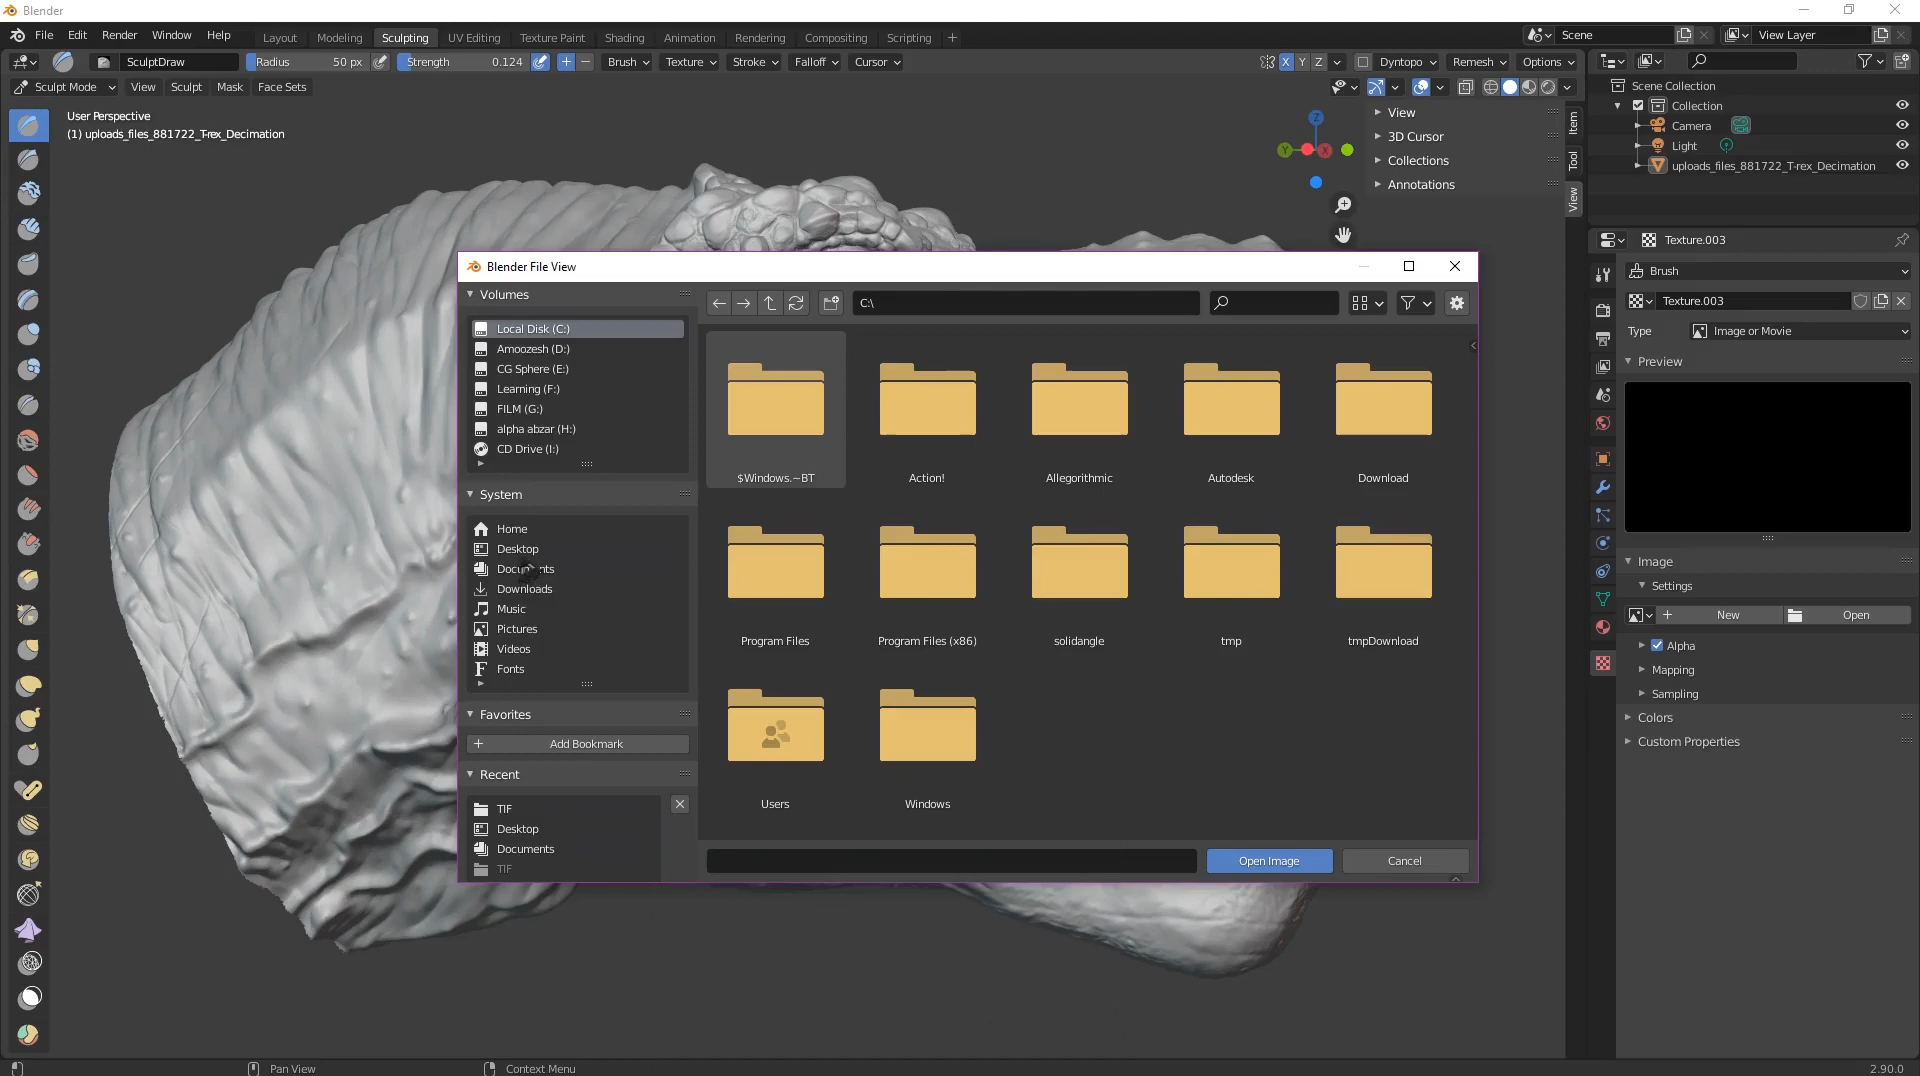 Blender
File Edit Render Window Help Layout Modeling Sculpting UV Editing Texture Paint Shading Animation Rendering Compositing Scripting + Scene View Layer
SculptDraw Radius 50 px Strength 0.124 + − Brush Texture Stroke Falloff Cursor X Y Z Dyntopo Remesh Options
Sculpt Mode View Sculpt Mask Face Sets
User Perspective
(1) uploads_files_881722_T-rex_Decimation
Z
Y
X
View
3D Cursor
Collections
Annotations
Item
Tool
View
Scene Collection
Collection
Camera
Light
uploads_files_881722_T-rex_Decimation
Texture.003
Brush
Texture.003
Type Image or Movie
Preview
Image
Settings
+ New Open
Alpha
Mapping
Sampling
Colors
Custom Properties
Blender File View
Volumes
Local Disk (C:)
Amoozesh (D:)
CG Sphere (E:)
Learning (F:)
FILM (G:)
alpha abzar (H:)
CD Drive (I:)
System
Home
Desktop
Documents
Downloads
Music
Pictures
Videos
Fonts
Favorites
+ Add Bookmark
Recent
TIF
Desktop
Documents
TIF
C:\
$Windows.~BT Action! Allegorithmic Autodesk Download
Program Files Program Files (x86) solidangle tmp tmpDownload
Users Windows
Open Image Cancel
Pan View Context Menu 2.90.0